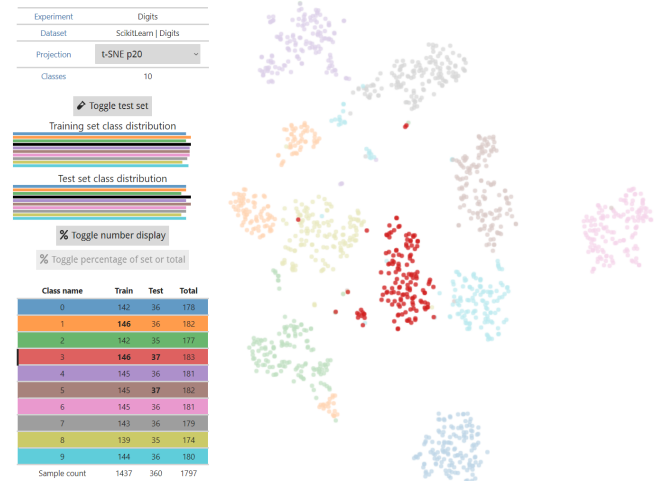 Experiment Digits
Dataset ScikitLearn | Digits
Projection t-SNE p20
Classes 10
Toggle test set
Training set class distribution
Test set class distribution
Toggle number display
Toggle percentage of set or total
Class name Train Test Total
0 142 36 178
1 146 36 182
2 142 35 177
3 146 37 183
4 145 36 181
5 145 37 182
6 145 36 181
7 143 36 179
8 139 35 174
9 144 36 180
Sample count 1437 360 1797